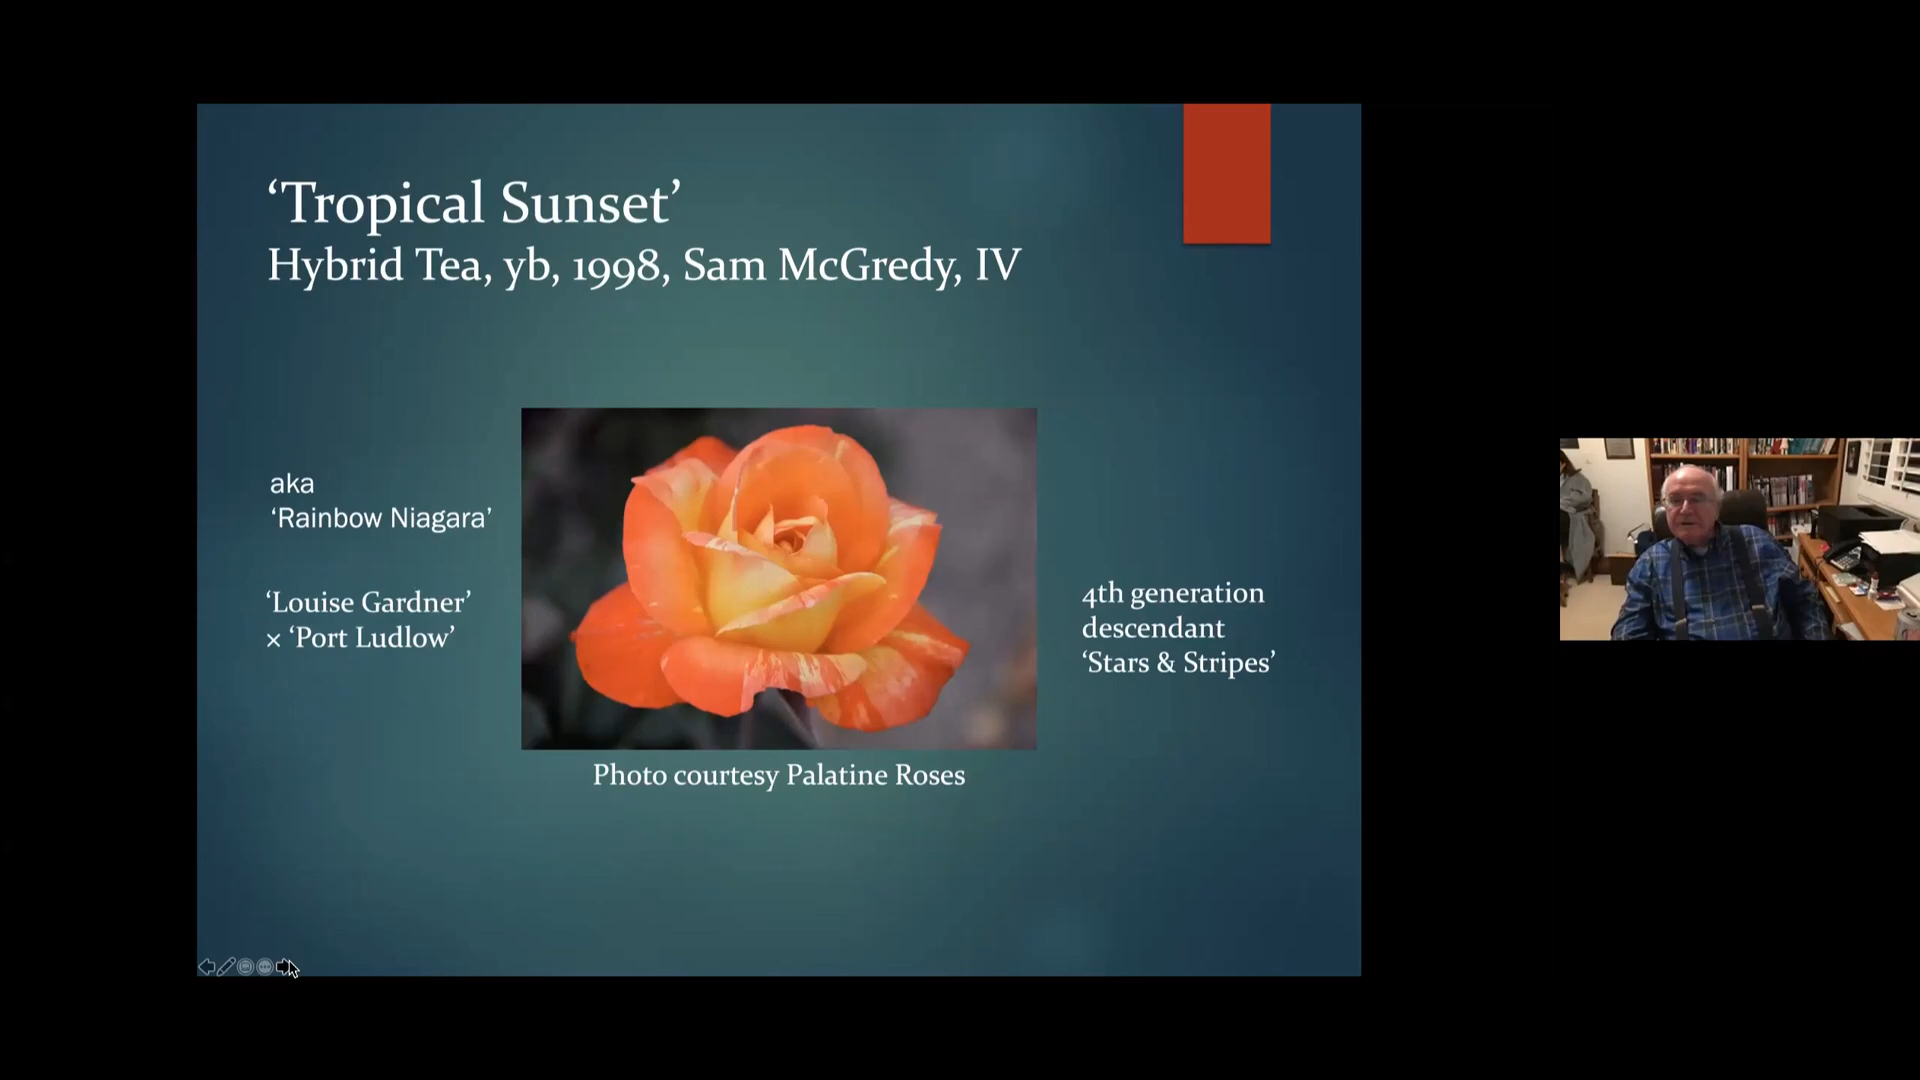 ‘Tropical Sunset’
Hybrid Tea, yb, 1998, Sam McGredy, IV
aka
‘Rainbow Niagara’
‘Louise Gardner’
× ‘Port Ludlow’
4th generation
descendant
‘Stars & Stripes’
Photo courtesy Palatine Roses